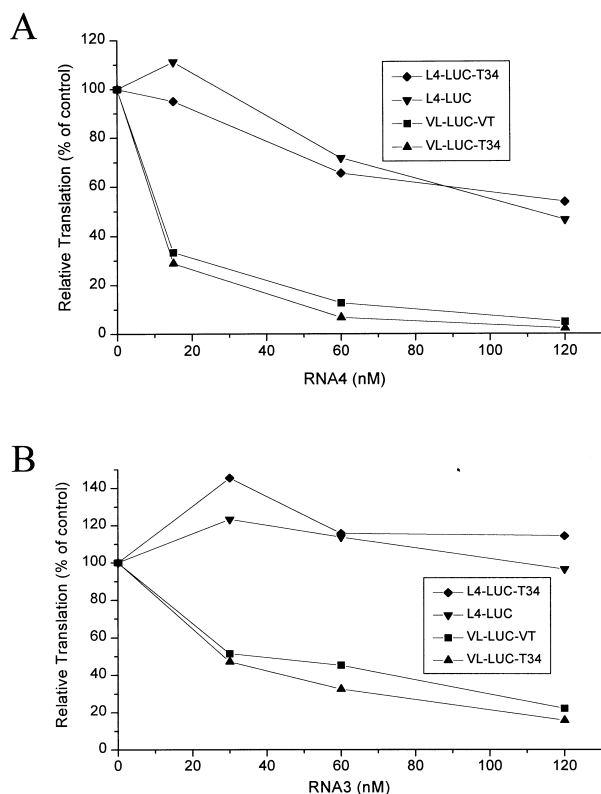 A
Relative Translation (% of control)
120
100
80
60
40
20
0
L4-LUC-T34
L4-LUC
VL-LUC-VT
VL-LUC-T34
0 20 40 60 80 100 120
RNA4 (nM)
B
Relative Translation (% of control)
140
120
100
80
60
40
20
0
L4-LUC-T34
L4-LUC
VL-LUC-VT
VL-LUC-T34
0 20 40 60 80 100 120
RNA3 (nM)